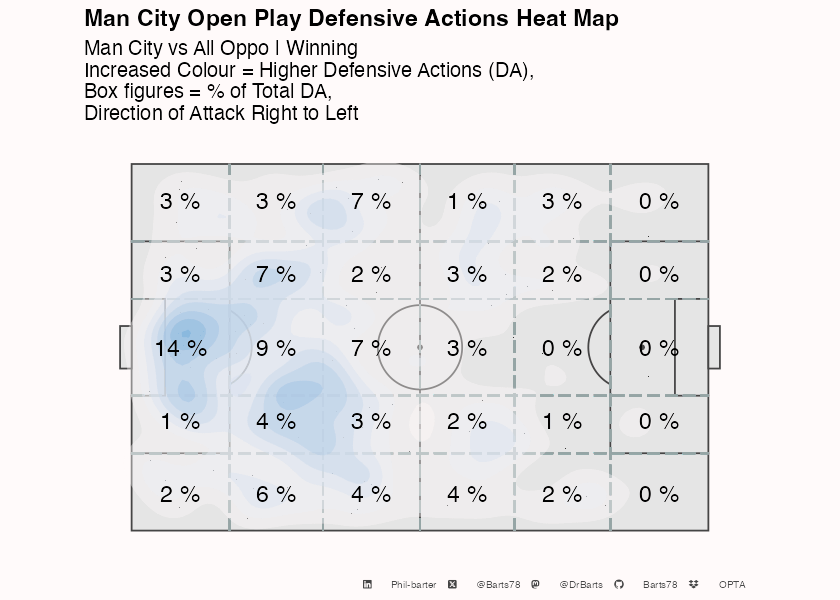 Man City Open Play Defensive Actions Heat Map
Man City vs All Oppo | Winning
Increased Colour = Higher Defensive Actions (DA),
Box figures = % of Total DA,
Direction of Attack Right to Left
3 % 3 % 7 % 1 % 3 % 0 %
3 % 7 % 2 % 3 % 2 % 0 %
14 % 9 % 7 % 3 % 0 % 0 %
1 % 4 % 3 % 2 % 1 % 0 %
2 % 6 % 4 % 4 % 2 % 0 %
Phil-barter @Barts78 @DrBarts Barts78 OPTA